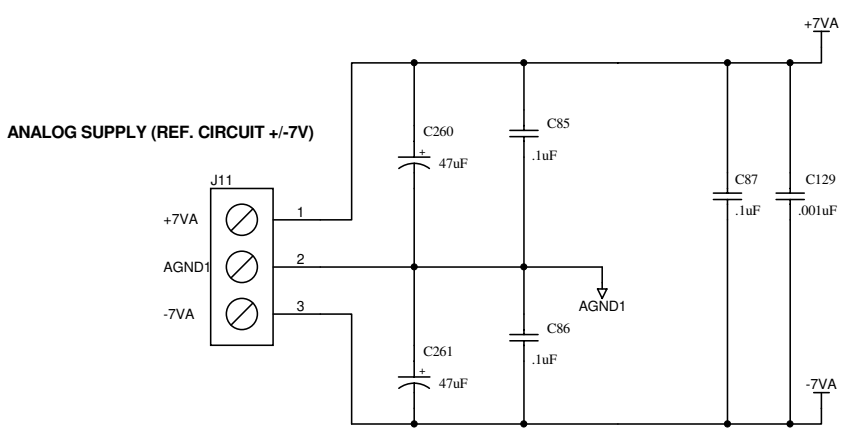 +7VA
ANALOG SUPPLY (REF. CIRCUIT +/-7V)
C260
+
47uF
C85
.1uF
J11
C87
.1uF
C129
.001uF
+7VA
1
AGND1
2
-7VA
3
AGND1
C86
.1uF
C261
+
47uF
-7VA